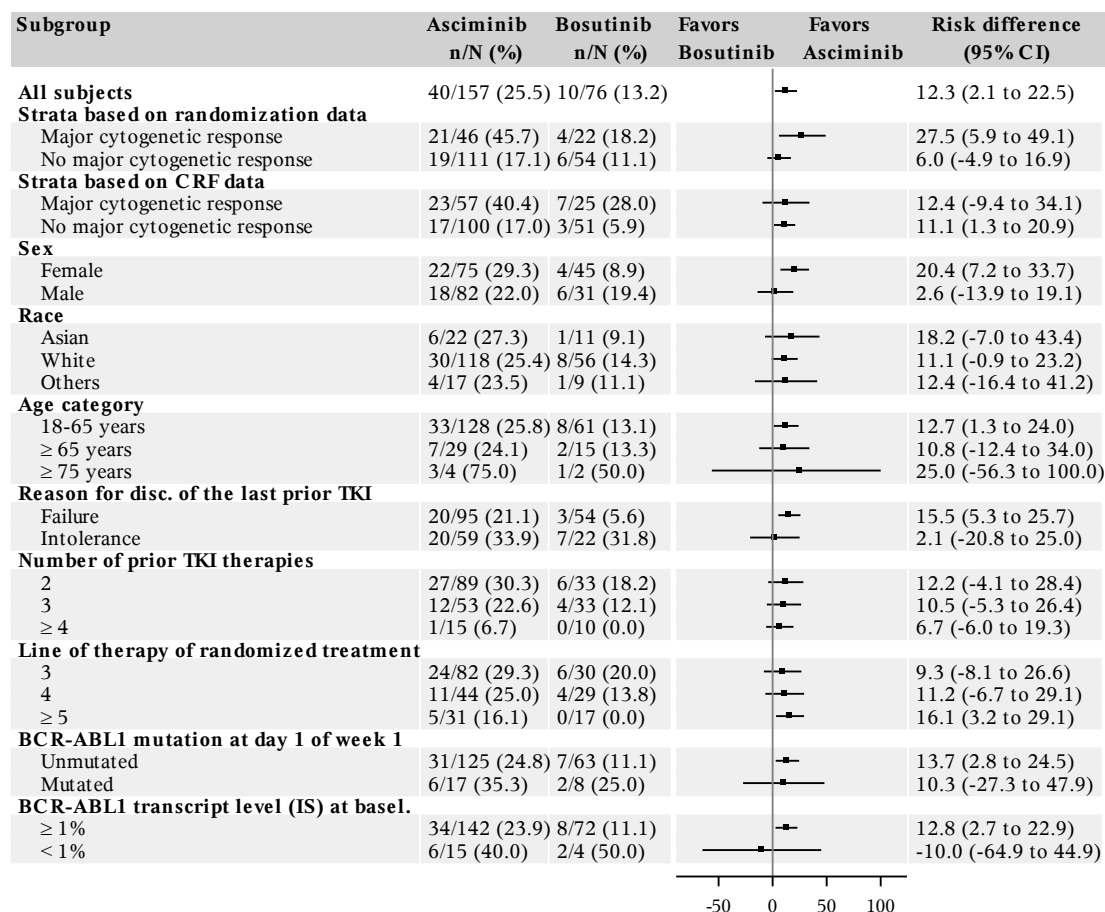 Subgroup Asciminib Bosutinib Favors Favors Risk difference
n/N (%) n/N (%) Bosutinib Asciminib (95% CI)
All subjects 40/157 (25.5) 10/76 (13.2) 12.3 (2.1 to 22.5)
Strata based on randomization data
Major cytogenetic response 21/46 (45.7) 4/22 (18.2) 27.5 (5.9 to 49.1)
No major cytogenetic response 19/111 (17.1) 6/54 (11.1) 6.0 (-4.9 to 16.9)
Strata based on CRF data
Major cytogenetic response 23/57 (40.4) 7/25 (28.0) 12.4 (-9.4 to 34.1)
No major cytogenetic response 17/100 (17.0) 3/51 (5.9) 11.1 (1.3 to 20.9)
Sex
Female 22/75 (29.3) 4/45 (8.9) 20.4 (7.2 to 33.7)
Male 18/82 (22.0) 6/31 (19.4) 2.6 (-13.9 to 19.1)
Race
Asian 6/22 (27.3) 1/11 (9.1) 18.2 (-7.0 to 43.4)
White 30/118 (25.4) 8/56 (14.3) 11.1 (-0.9 to 23.2)
Others 4/17 (23.5) 1/9 (11.1) 12.4 (-16.4 to 41.2)
Age category
18-65 years 33/128 (25.8) 8/61 (13.1) 12.7 (1.3 to 24.0)
≥ 65 years 7/29 (24.1) 2/15 (13.3) 10.8 (-12.4 to 34.0)
≥ 75 years 3/4 (75.0) 1/2 (50.0) 25.0 (-56.3 to 100.0)
Reason for disc. of the last prior TKI
Failure 20/95 (21.1) 3/54 (5.6) 15.5 (5.3 to 25.7)
Intolerance 20/59 (33.9) 7/22 (31.8) 2.1 (-20.8 to 25.0)
Number of prior TKI therapies
2 27/89 (30.3) 6/33 (18.2) 12.2 (-4.1 to 28.4)
3 12/53 (22.6) 4/33 (12.1) 10.5 (-5.3 to 26.4)
≥ 4 1/15 (6.7) 0/10 (0.0) 6.7 (-6.0 to 19.3)
Line of therapy of randomized treatment
3 24/82 (29.3) 6/30 (20.0) 9.3 (-8.1 to 26.6)
4 11/44 (25.0) 4/29 (13.8) 11.2 (-6.7 to 29.1)
≥ 5 5/31 (16.1) 0/17 (0.0) 16.1 (3.2 to 29.1)
BCR-ABL1 mutation at day 1 of week 1
Unmutated 31/125 (24.8) 7/63 (11.1) 13.7 (2.8 to 24.5)
Mutated 6/17 (35.3) 2/8 (25.0) 10.3 (-27.3 to 47.9)
BCR-ABL1 transcript level (IS) at basel.
≥ 1% 34/142 (23.9) 8/72 (11.1) 12.8 (2.7 to 22.9)
< 1% 6/15 (40.0) 2/4 (50.0) -10.0 (-64.9 to 44.9)
-50 0 50 100